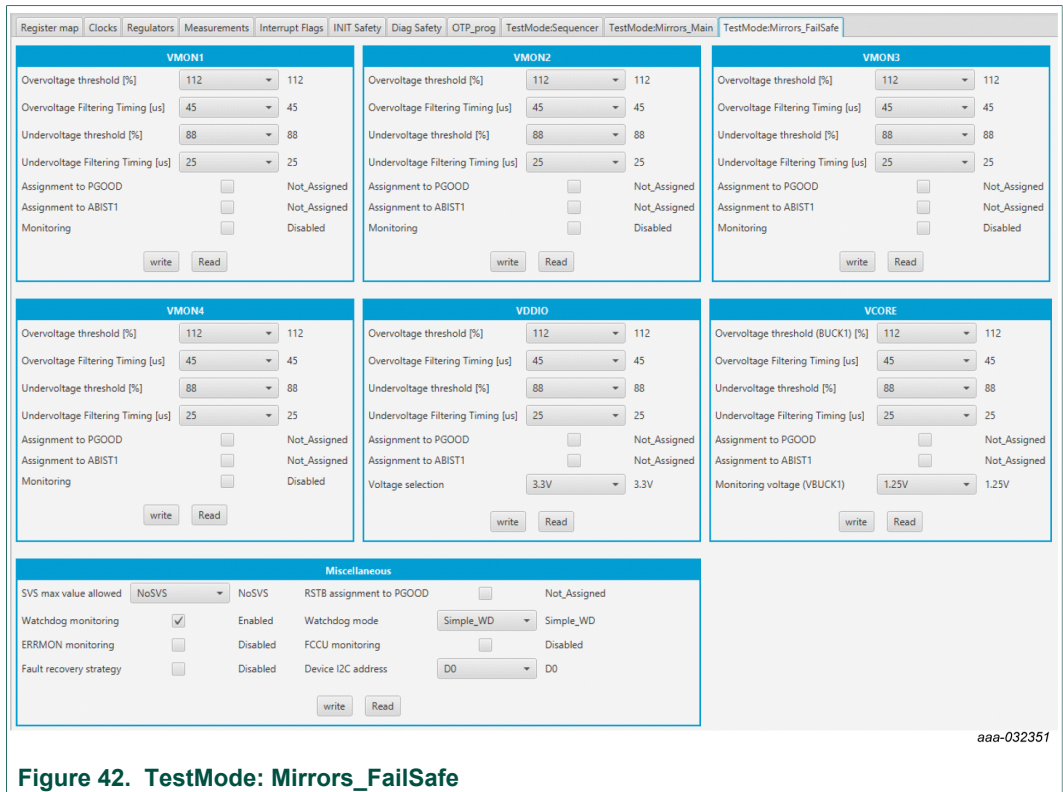 Register map Clocks Regulators Measurements Interrupt Flags INIT Safety Diag Safety OTP_prog TestMode:Sequencer TestMode:Mirrors_Main TestMode:Mirrors_FailSafe
VMON1
Overvoltage threshold [%] 112 112
Overvoltage Filtering Timing [us] 45 45
Undervoltage threshold [%] 88 88
Undervoltage Filtering Timing [us] 25 25
Assignment to PGOOD Not_Assigned
Assignment to ABIST1 Not_Assigned
Monitoring Disabled
write Read
VMON2
Overvoltage threshold [%] 112 112
Overvoltage Filtering Timing [us] 45 45
Undervoltage threshold [%] 88 88
Undervoltage Filtering Timing [us] 25 25
Assignment to PGOOD Not_Assigned
Assignment to ABIST1 Not_Assigned
Monitoring Disabled
write Read
VMON3
Overvoltage threshold [%] 112 112
Overvoltage Filtering Timing [us] 45 45
Undervoltage threshold [%] 88 88
Undervoltage Filtering Timing [us] 25 25
Assignment to PGOOD Not_Assigned
Assignment to ABIST1 Not_Assigned
Monitoring Disabled
write Read
VMON4
Overvoltage threshold [%] 112 112
Overvoltage Filtering Timing [us] 45 45
Undervoltage threshold [%] 88 88
Undervoltage Filtering Timing [us] 25 25
Assignment to PGOOD Not_Assigned
Assignment to ABIST1 Not_Assigned
Monitoring Disabled
write Read
VDDIO
Overvoltage threshold [%] 112 112
Overvoltage Filtering Timing [us] 45 45
Undervoltage threshold [%] 88 88
Undervoltage Filtering Timing [us] 25 25
Assignment to PGOOD Not_Assigned
Assignment to ABIST1 Not_Assigned
Voltage selection 3.3V 3.3V
write Read
VCORE
Overvoltage threshold (BUCK1) [%] 112 112
Overvoltage Filtering Timing [us] 45 45
Undervoltage threshold [%] 88 88
Undervoltage Filtering Timing [us] 25 25
Assignment to PGOOD Not_Assigned
Assignment to ABIST1 Not_Assigned
Monitoring voltage (VBUCK1) 1.25V 1.25V
write Read
Miscellaneous
SVS max value allowed NoSVS NoSVS RSTB assignment to PGOOD Not_Assigned
Watchdog monitoring Enabled Watchdog mode Simple_WD Simple_WD
ERRMON monitoring Disabled FCCU monitoring Disabled
Fault recovery strategy Disabled Device I2C address D0 D0
write Read
aaa-032351
Figure 42. TestMode: Mirrors_FailSafe